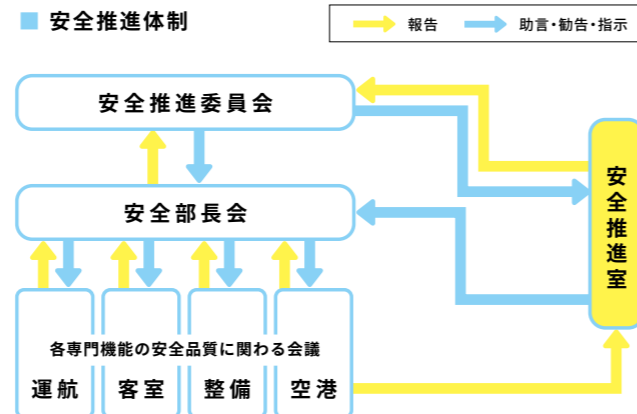 安全推進体制
報告
助言・勧告・指示
安全推進委員会
安全部長会
安全推進室
各専門機能の安全品質に関わる会議
運航
客室
整備
空港